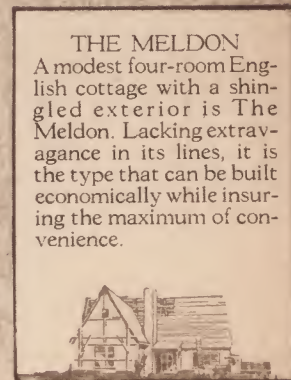 THE MELDON
A modest four-room Eng-
lish cottage with a shin-
gled exterior is The
Meldon. Lacking extrav-
agance in its lines, it is
the type that can be built
economically while insur-
ing the maximum of con-
venience.